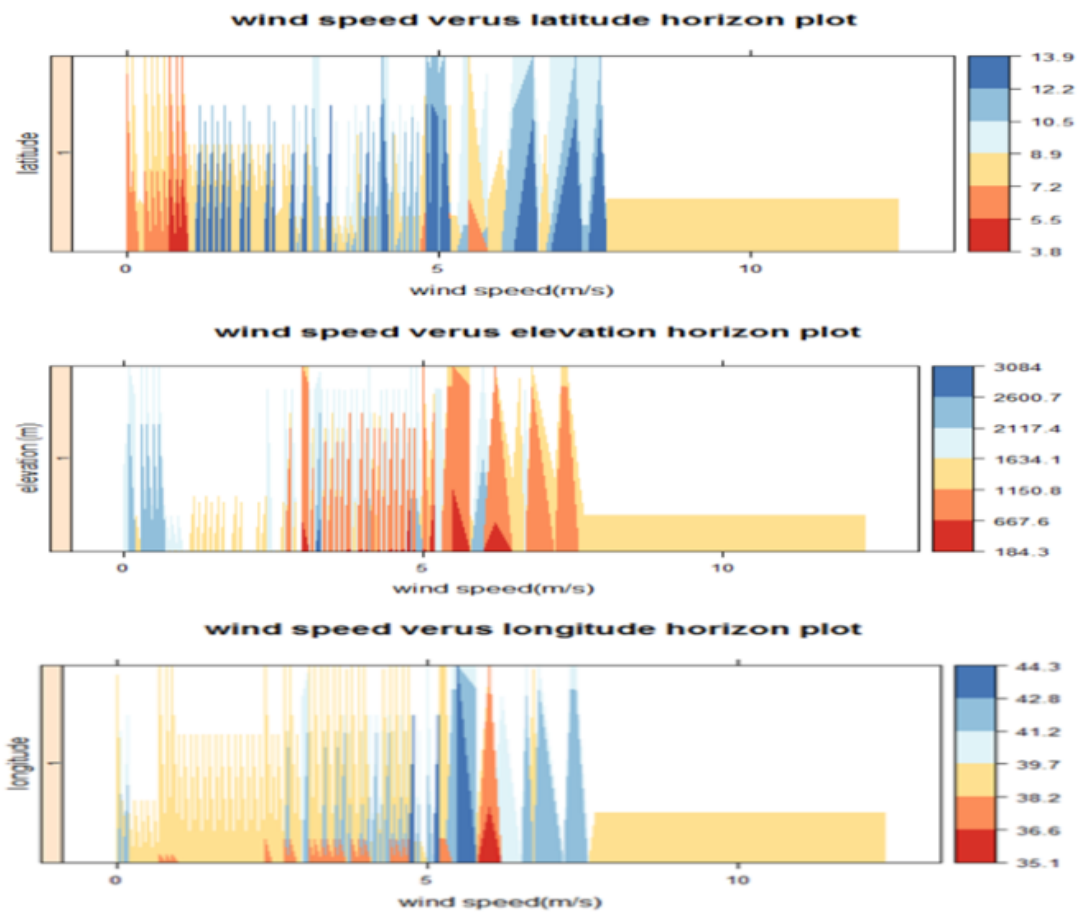 wind speed verus latitude horizon plot
latitude
1
13.9
12.2
10.5
8.9
7.2
5.5
3.8
0 5 10
wind speed(m/s)
wind speed verus elevation horizon plot
elevation (m)
1
3084
2600.7
2117.4
1634.1
1150.8
667.6
184.3
0 5 10
wind speed(m/s)
wind speed verus longitude horizon plot
longitude
1
44.3
42.8
41.2
39.7
38.2
36.6
35.1
0 5 10
wind speed(m/s)